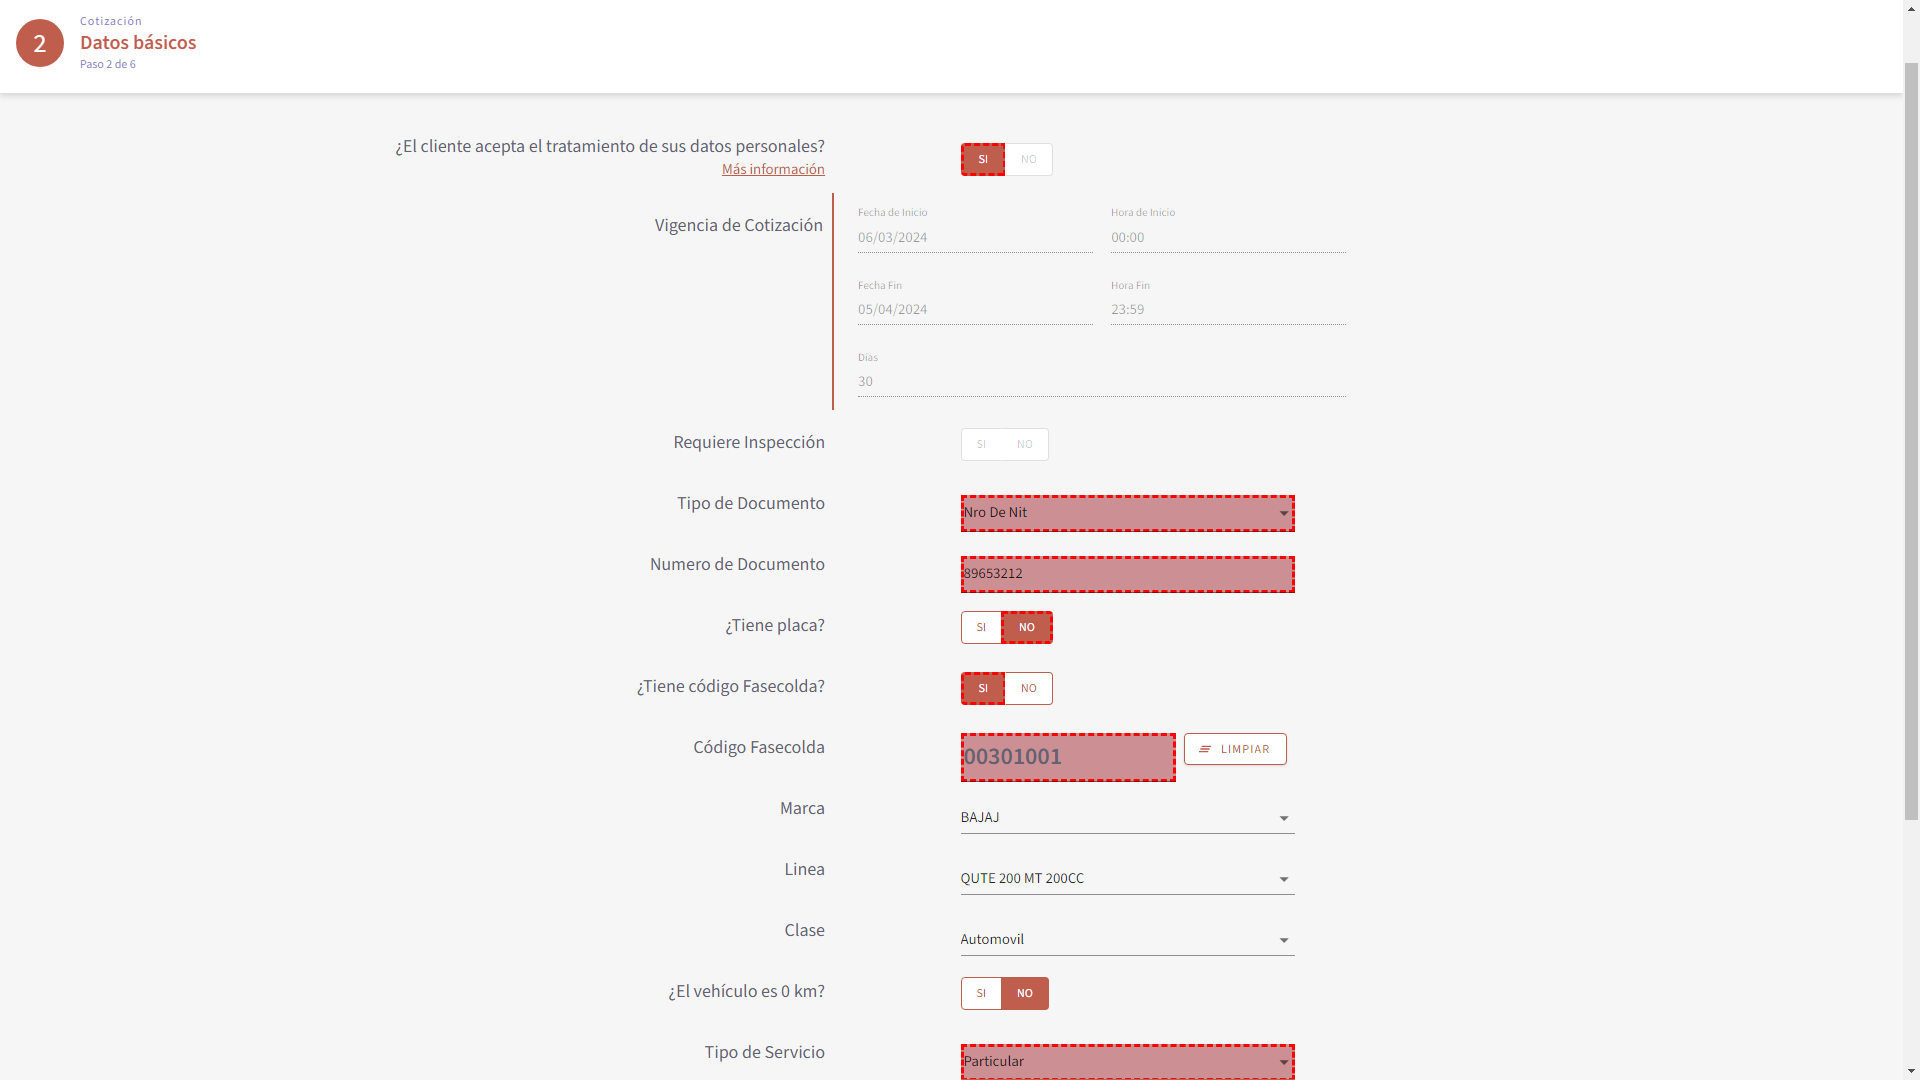 2
Cotización
Datos básicos
Paso 2 de 6
¿El cliente acepta el tratamiento de sus datos personales?
Más información
SI NO
Vigencia de Cotización
Fecha de Inicio
06/03/2024
Hora de Inicio
00:00
Fecha Fin
05/04/2024
Hora Fin
23:59
Días
30
Requiere Inspección
SI NO
Tipo de Documento
Nro De Nit
Numero de Documento
89653212
¿Tiene placa?
SI NO
¿Tiene código Fasecolda?
SI NO
Código Fasecolda
00301001
LIMPIAR
Marca
BAJAJ
Linea
QUTE 200 MT 200CC
Clase
Automovil
¿El vehículo es 0 km?
SI NO
Tipo de Servicio
Particular